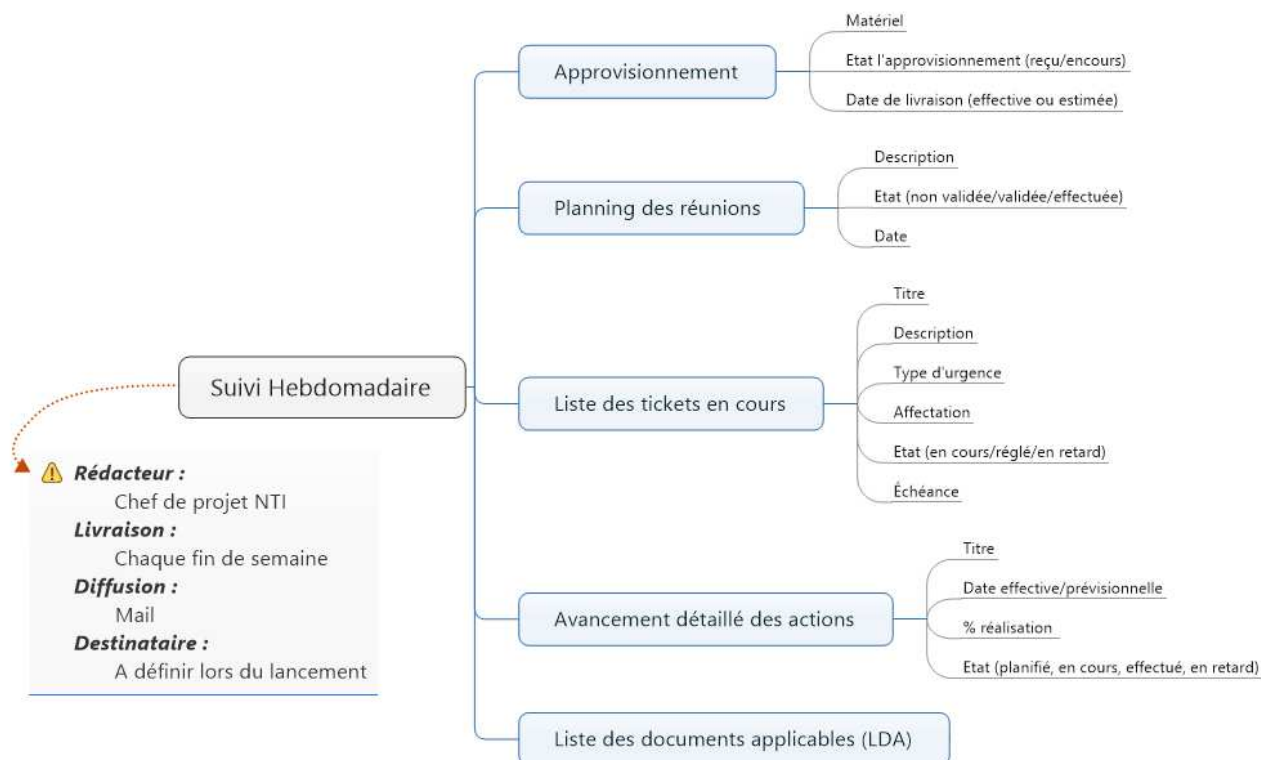 Suivi Hebdomadaire
Rédacteur :
Chef de projet NTI
Livraison :
Chaque fin de semaine
Diffusion :
Mail
Destinataire :
A définir lors du lancement
Approvisionnement
Matériel
Etat l'approvisionnement (reçu/encours)
Date de livraison (effective ou estimée)
Planning des réunions
Description
Etat (non validée/validée/effectuée)
Date
Liste des tickets en cours
Titre
Description
Type d'urgence
Affectation
Etat (en cours/réglé/en retard)
Échéance
Avancement détaillé des actions
Titre
Date effective/prévisionnelle
% réalisation
Etat (planifié, en cours, effectué, en retard)
Liste des documents applicables (LDA)